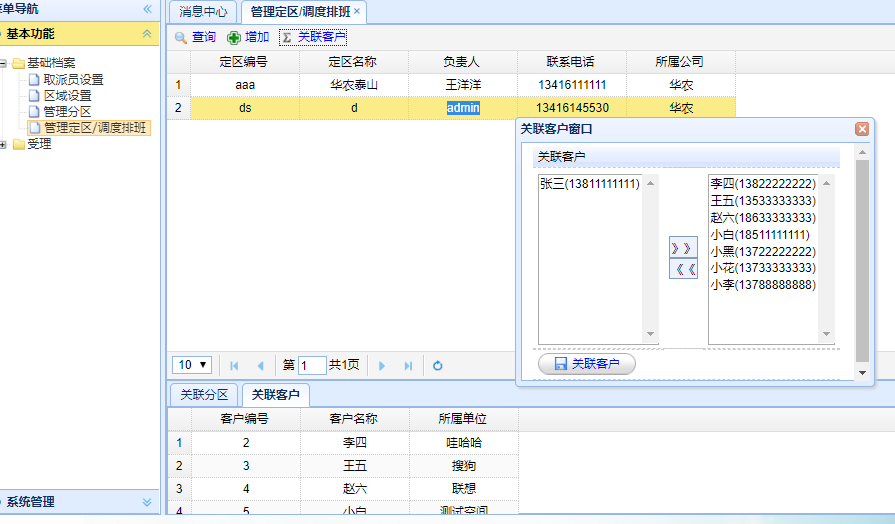 菜单导航
基本功能
基础档案
取派员设置
区域设置
管理分区
管理定区/调度排班
受理
系统管理
消息中心 管理定区/调度排班 ×
查询 增加 Σ 关联客户
定区编号 定区名称 负责人 联系电话 所属公司
1 aaa 华农泰山 王洋洋 13416111111 华农
2 ds d admin 13416145530 华农
关联客户窗口
关联客户
张三(13811111111)
李四(13822222222)
王五(13533333333)
赵六(18633333333)
小白(18511111111)
小黑(13722222222)
小花(13733333333)
小李(13788888888)
》》
《《
关联客户
10 第 1 共1页
关联分区 关联客户
客户编号 客户名称 所属单位
1 2 李四 哇哈哈
2 3 王五 搜狗
3 4 赵六 联想
4 5 小白 测试空间